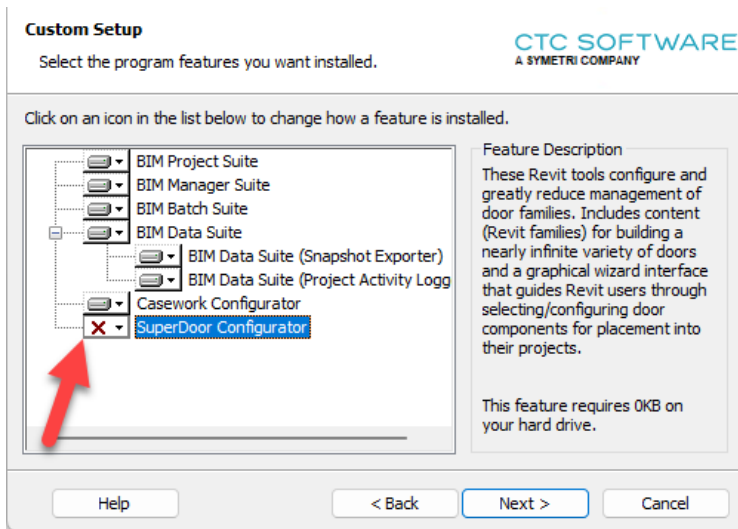 Custom Setup
Select the program features you want installed.
CTC SOFTWARE
A SYMETRI COMPANY
Click on an icon in the list below to change how a feature is installed.
BIM Project Suite
BIM Manager Suite
BIM Batch Suite
BIM Data Suite
BIM Data Suite (Snapshot Exporter)
BIM Data Suite (Project Activity Logg
Casework Configurator
SuperDoor Configurator
Feature Description
These Revit tools configure and
greatly reduce management of
door families. Includes content
(Revit families) for building a
nearly infinite variety of doors
and a graphical wizard interface
that guides Revit users through
selecting/configuring door
components for placement into
their projects.
This feature requires 0KB on
your hard drive.
Help
< Back
Next >
Cancel